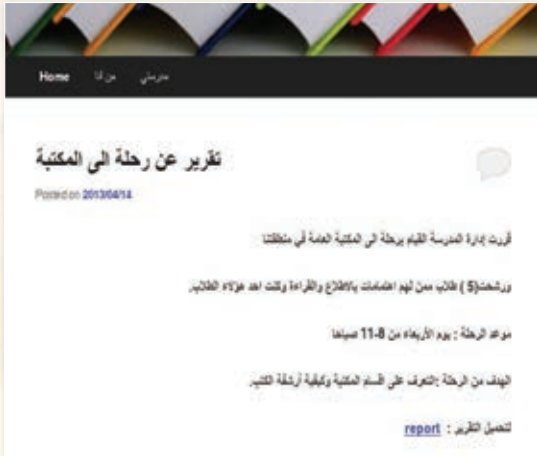 Home من أنا مدرستي
تقرير عن رحلة الى المكتبة
Posted on 2013/04/14
قررت إدارة المدرسة القيام برحلة الى المكتبة العامة في منطقتنا
ورشحت(5 ) طلاب ممن لهم اهتمامات بالاطلاع والقراءة وكنت احد هؤلاء الطلاب.
موعد الرحلة : يوم الأربعاء من 8-11 صباحا
الهدف من الرحلة :التعرف على اقسام المكتبة وكيفية أرشفة الكتب.
لتحميل التقرير : report